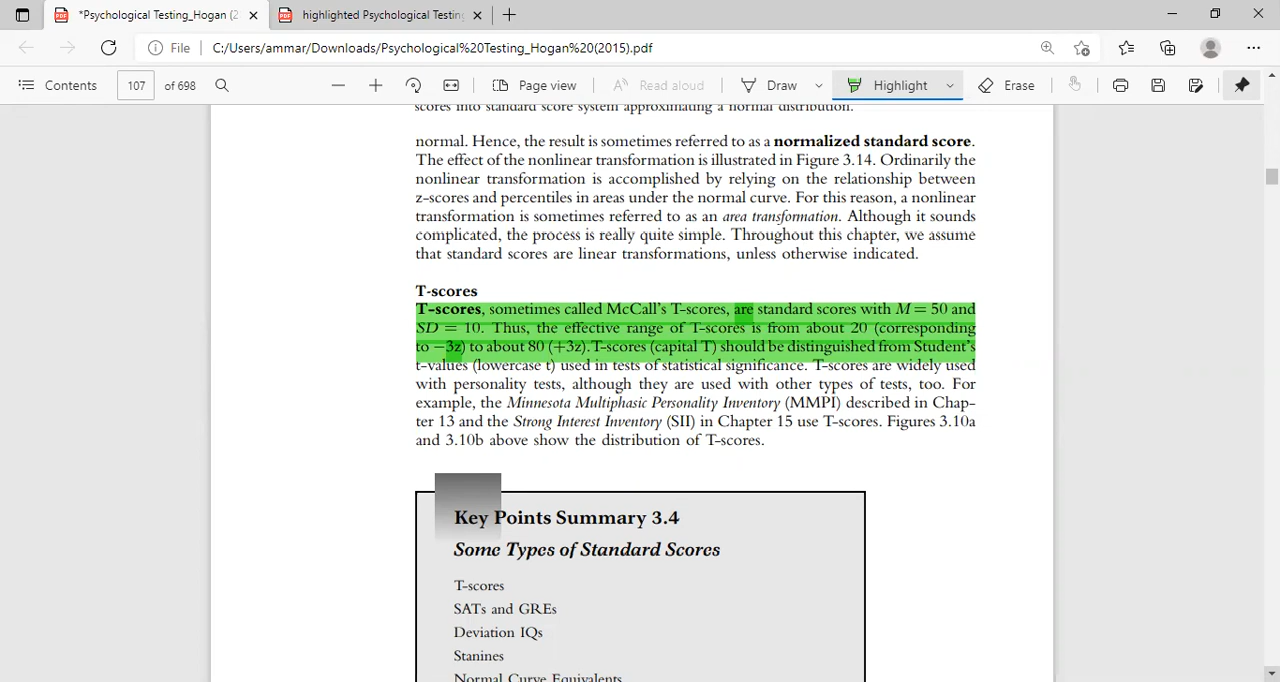 *Psychological Testing_Hogan (2
highlighted Psychological Testing
File
C:/Users/ammar/Downloads/Psychological%20Testing_Hogan%20(2015).pdf
Contents
107
of 698
Page view
Read aloud
Draw
Highlight
Erase
scores into standard score system approximating a normal distribution.
normal. Hence, the result is sometimes referred to as a normalized standard score.
The effect of the nonlinear transformation is illustrated in Figure 3.14. Ordinarily the
nonlinear transformation is accomplished by relying on the relationship between
z-scores and percentiles in areas under the normal curve. For this reason, a nonlinear
transformation is sometimes referred to as an area transformation. Although it sounds
complicated, the process is really quite simple. Throughout this chapter, we assume
that standard scores are linear transformations, unless otherwise indicated.
T-scores
T-scores, sometimes called McCall's T-scores, are standard scores with M = 50 and
SD = 10. Thus, the effective range of T-scores is from about 20 (corresponding
to −3z) to about 80 (+3z). T-scores (capital T) should be distinguished from Student's
t-values (lowercase t) used in tests of statistical significance. T-scores are widely used
with personality tests, although they are used with other types of tests, too. For
example, the Minnesota Multiphasic Personality Inventory (MMPI) described in Chap-
ter 13 and the Strong Interest Inventory (SII) in Chapter 15 use T-scores. Figures 3.10a
and 3.10b above show the distribution of T-scores.
Key Points Summary 3.4
Some Types of Standard Scores
T-scores
SATs and GREs
Deviation IQs
Stanines
Normal Curve Equivalents